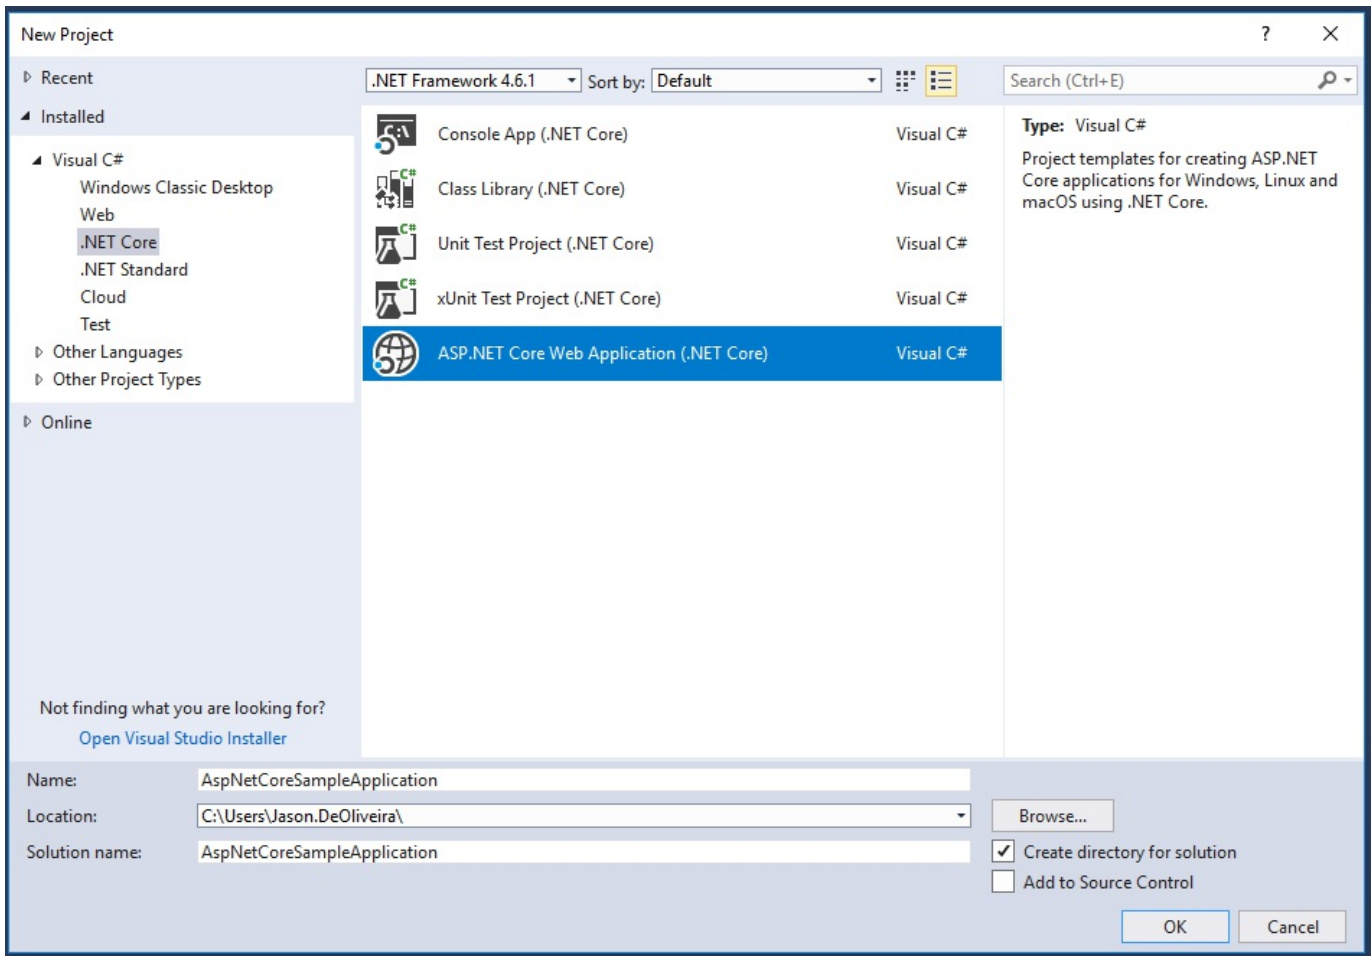 New Project
?
Recent
.NET Framework 4.6.1 Sort by: Default
Search (Ctrl+E)
Installed
Visual C#
Windows Classic Desktop
Web
.NET Core
.NET Standard
Cloud
Test
Other Languages
Other Project Types
Online
Not finding what you are looking for?
Open Visual Studio Installer
Console App (.NET Core) Visual C#
Class Library (.NET Core) Visual C#
Unit Test Project (.NET Core) Visual C#
xUnit Test Project (.NET Core) Visual C#
ASP.NET Core Web Application (.NET Core) Visual C#
Type: Visual C#
Project templates for creating ASP.NET
Core applications for Windows, Linux and
macOS using .NET Core.
Name: AspNetCoreSampleApplication
Location: C:\Users\Jason.DeOliveira\
Browse...
Solution name: AspNetCoreSampleApplication
Create directory for solution
Add to Source Control
OK Cancel